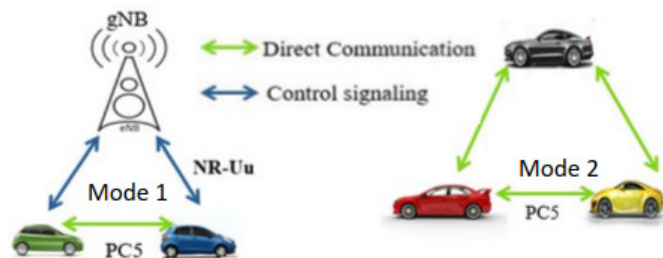 gNB
Direct Communication
Control signaling
eNB
NR-Uu
Mode 1
PC5
Mode 2
PC5